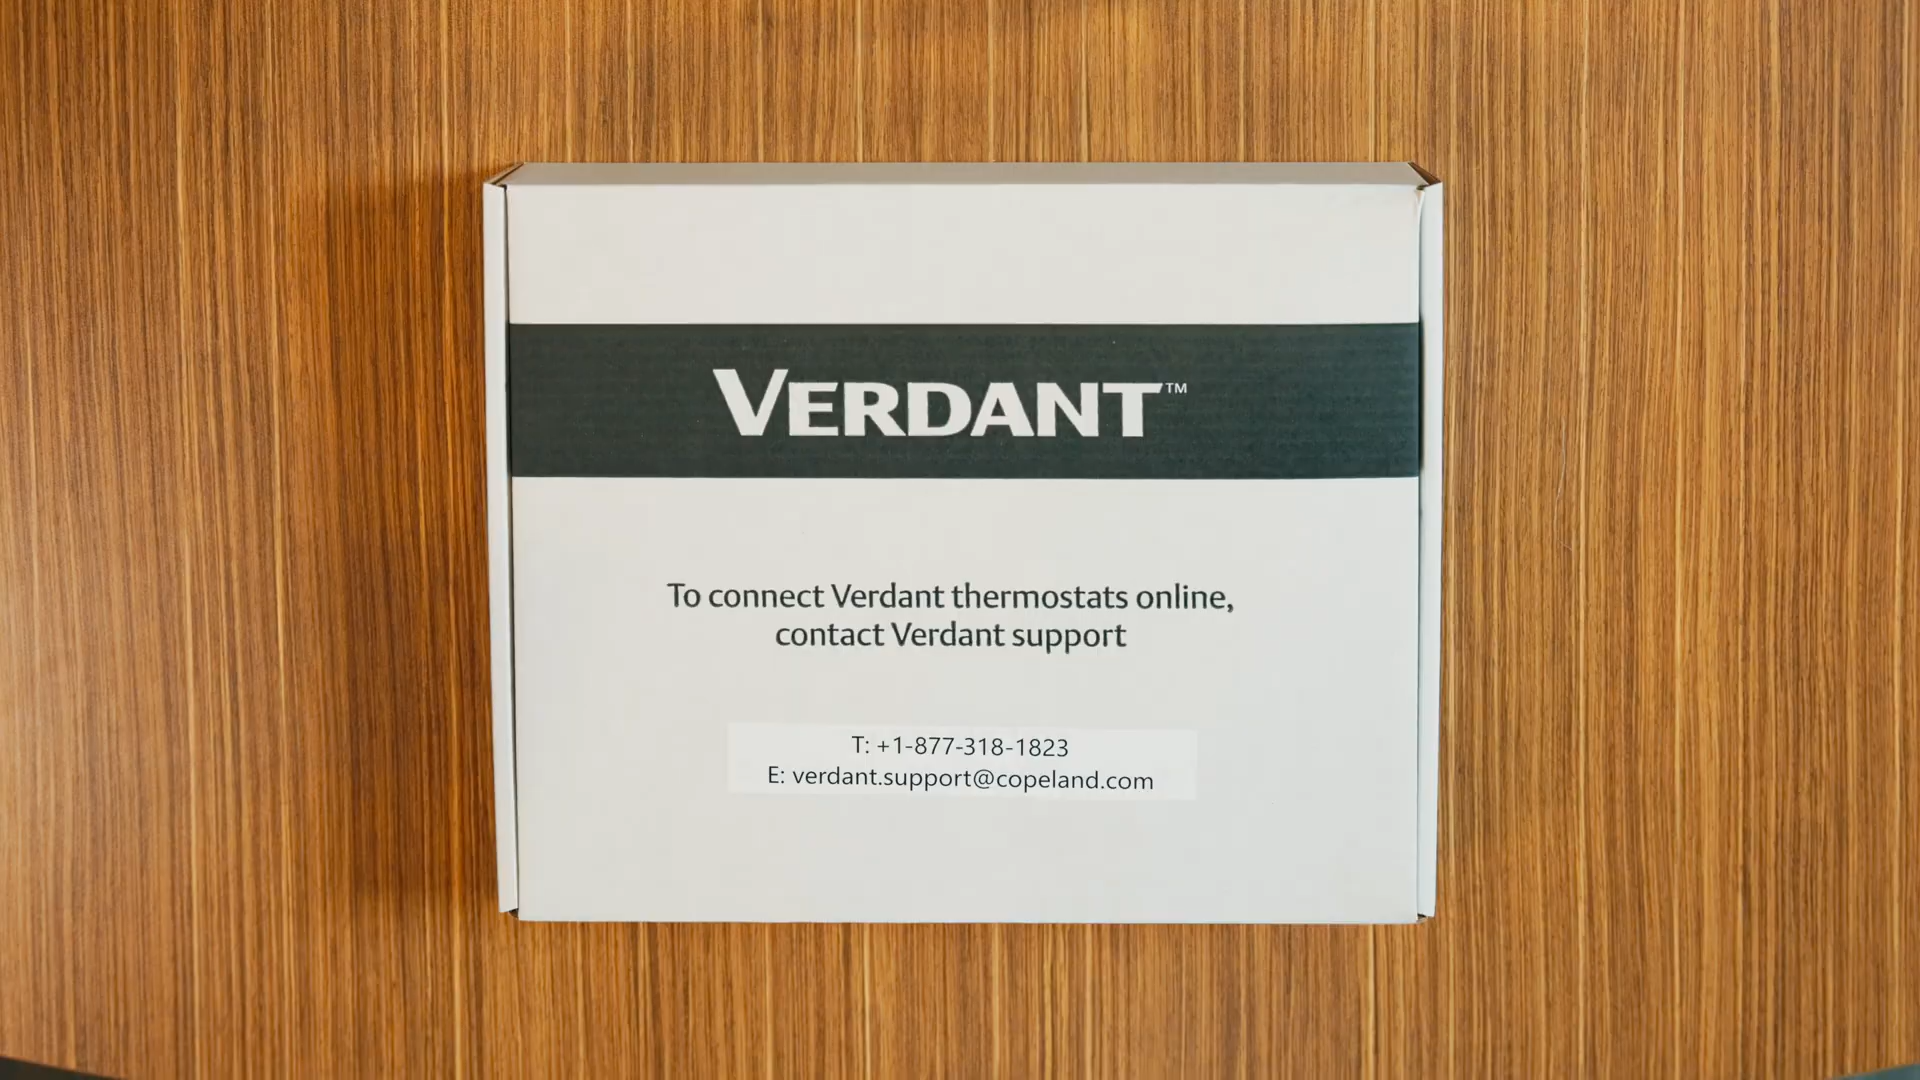 VERDANT™
To connect Verdant thermostats online,
contact Verdant support
T: +1-877-318-1823
E: verdant.support@copeland.com